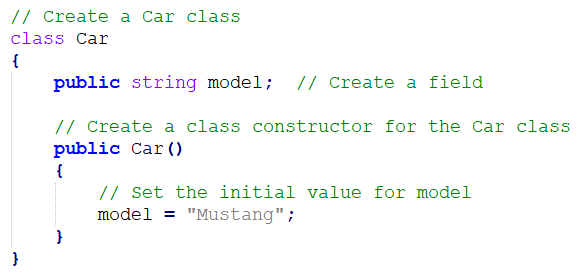 // Create a Car class
class Car
{
    public string model;  // Create a field

    // Create a class constructor for the Car class
    public Car()
    {
        // Set the initial value for model
        model = "Mustang";
    }
}